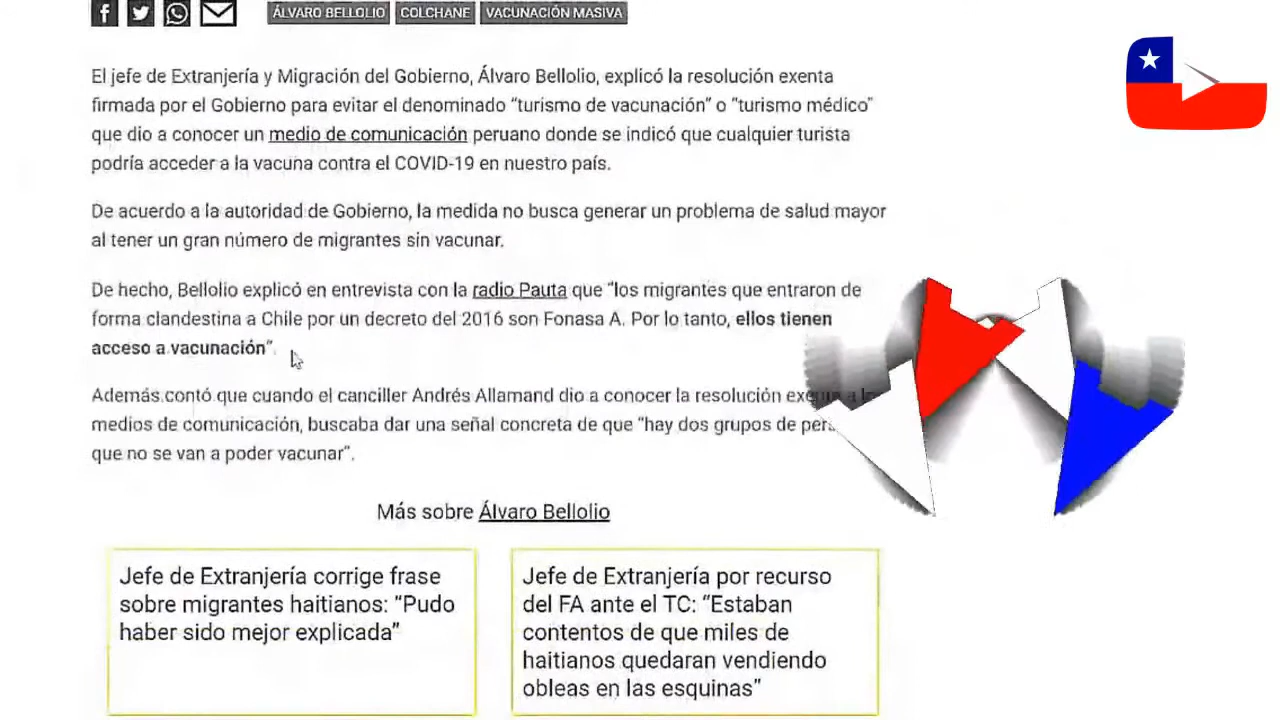 ÁLVARO BELLOLIO COLCHANE VACUNACIÓN MASIVA
El jefe de Extranjería y Migración del Gobierno, Álvaro Bellolio, explicó la resolución exenta
firmada por el Gobierno para evitar el denominado “turismo de vacunación” o “turismo médico”
que dio a conocer un medio de comunicación peruano donde se indicó que cualquier turista
podría acceder a la vacuna contra el COVID-19 en nuestro país.
De acuerdo a la autoridad de Gobierno, la medida no busca generar un problema de salud mayor
al tener un gran número de migrantes sin vacunar.
De hecho, Bellolio explicó en entrevista con la radio Pauta que “los migrantes que entraron de
forma clandestina a Chile por un decreto del 2016 son Fonasa A. Por lo tanto, ellos tienen
acceso a vacunación”.
Además contó que cuando el canciller Andrés Allamand dio a conocer la resolución
medios de comunicación, buscaba dar una señal concreta de que “hay dos grupos de
que no se van a poder vacunar”.
Más sobre Álvaro Bellolio
Jefe de Extranjería corrige frase
sobre migrantes haitianos: “Pudo
haber sido mejor explicada”
Jefe de Extranjería por recurso
del FA ante el TC: “Estaban
contentos de que miles de
haitianos quedaran vendiendo
obleas en las esquinas”